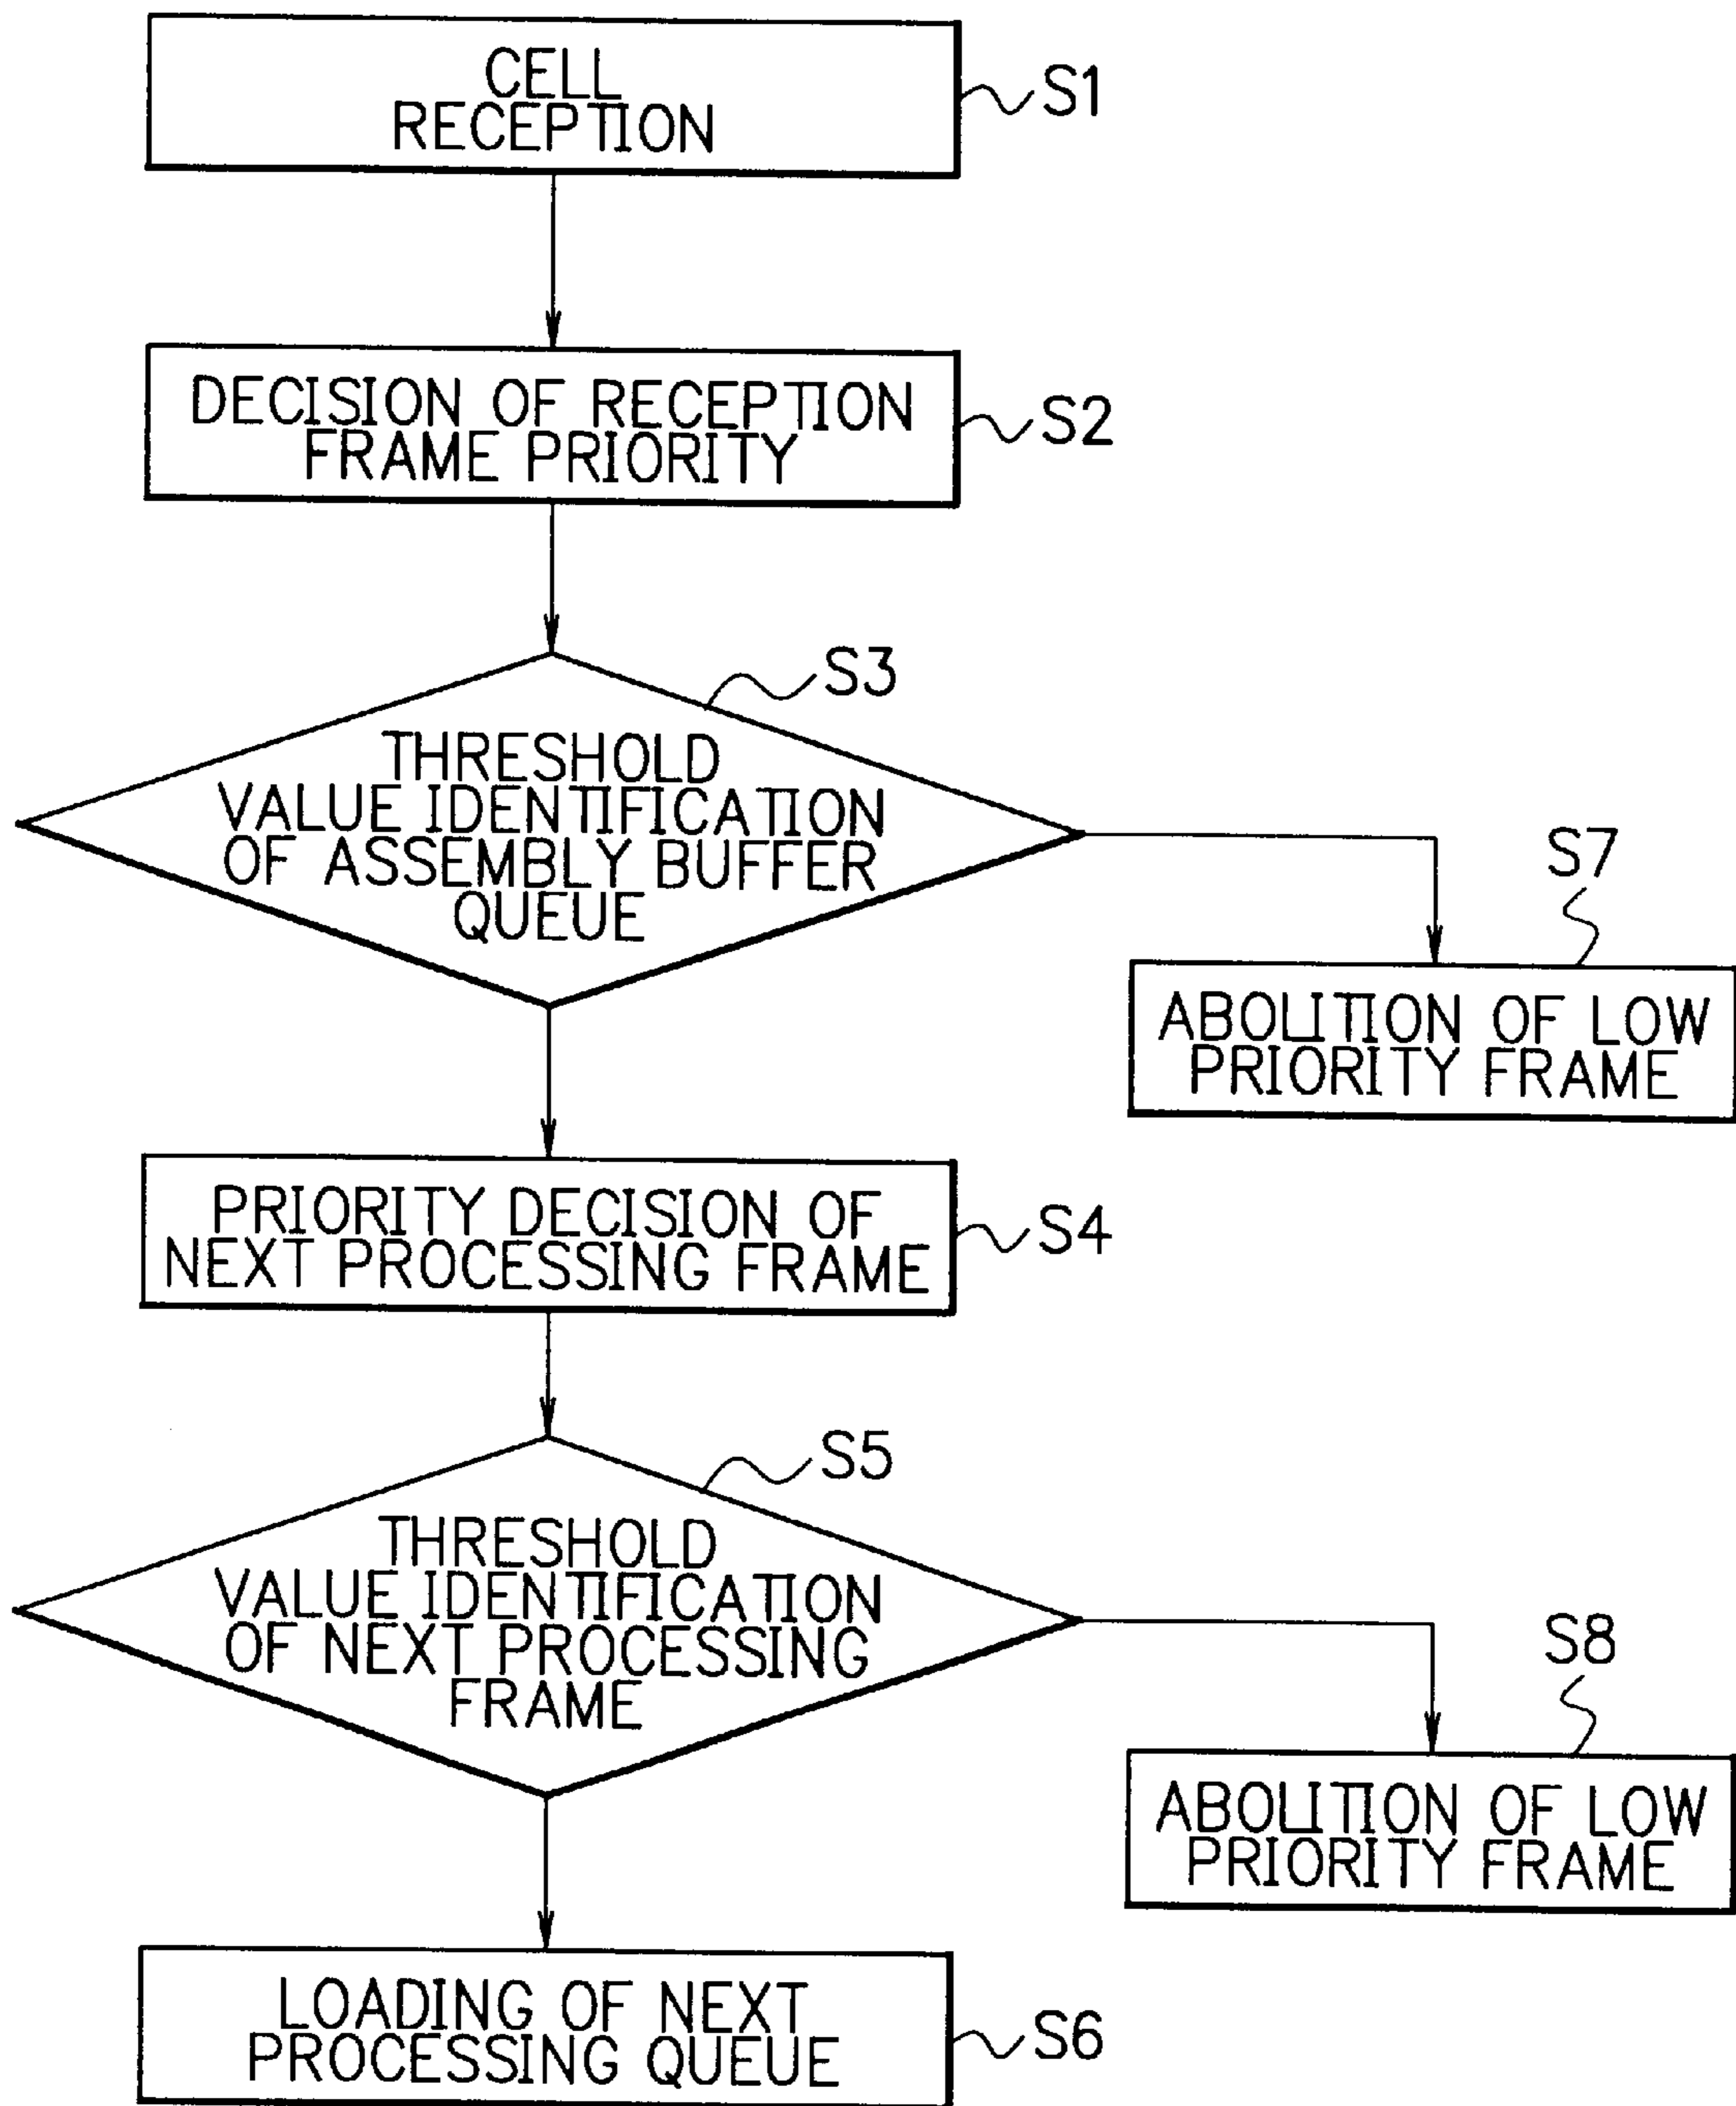 CELL
RECEPTION
S1
DECISION OF RECEPTION
FRAME PRIORITY
S2
S3
THRESHOLD
VALUE IDENTIFICATION
OF ASSEMBLY BUFFER
QUEUE
S7
ABOLITION OF LOW
PRIORITY FRAME
PRIORITY DECISION OF
NEXT PROCESSING FRAME
S4
S5
THRESHOLD
VALUE IDENTIFICATION
OF NEXT PROCESSING
FRAME
S8
ABOLITION OF LOW
PRIORITY FRAME
LOADING OF NEXT
PROCESSING QUEUE
S6